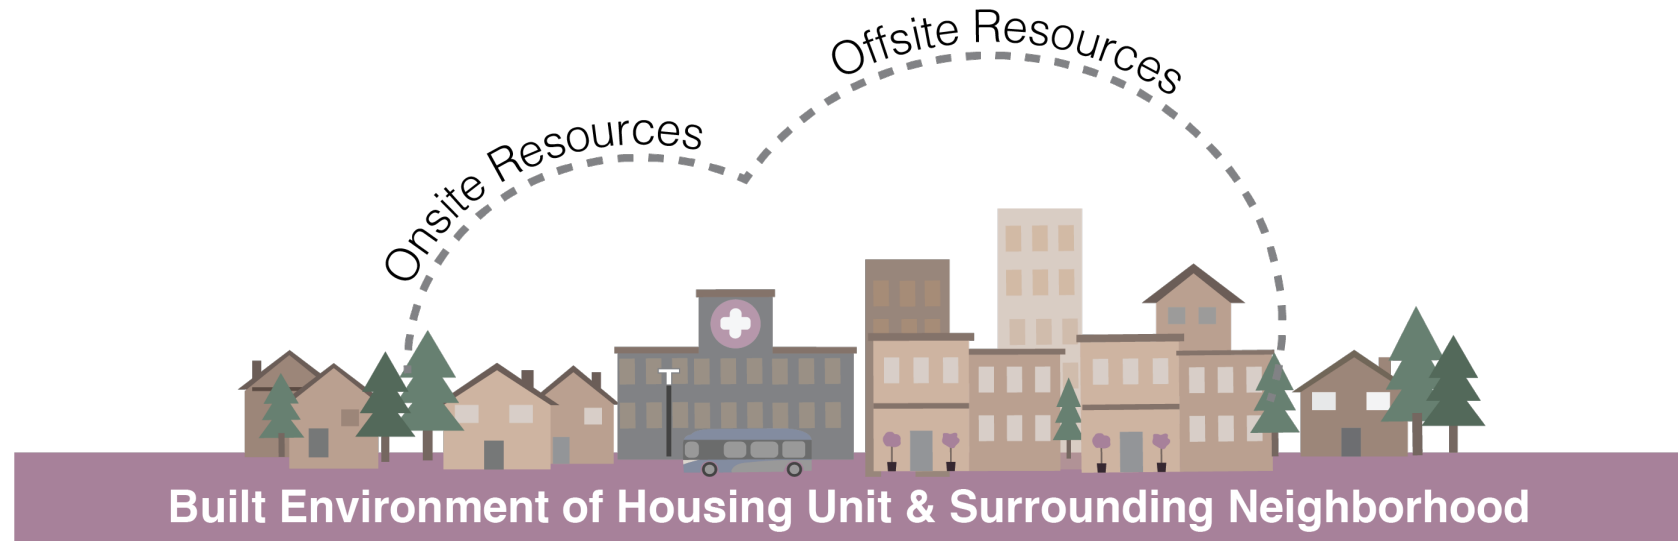 Offsite Resources
Onsite Resources
Built Environment of Housing Unit & Surrounding Neighborhood